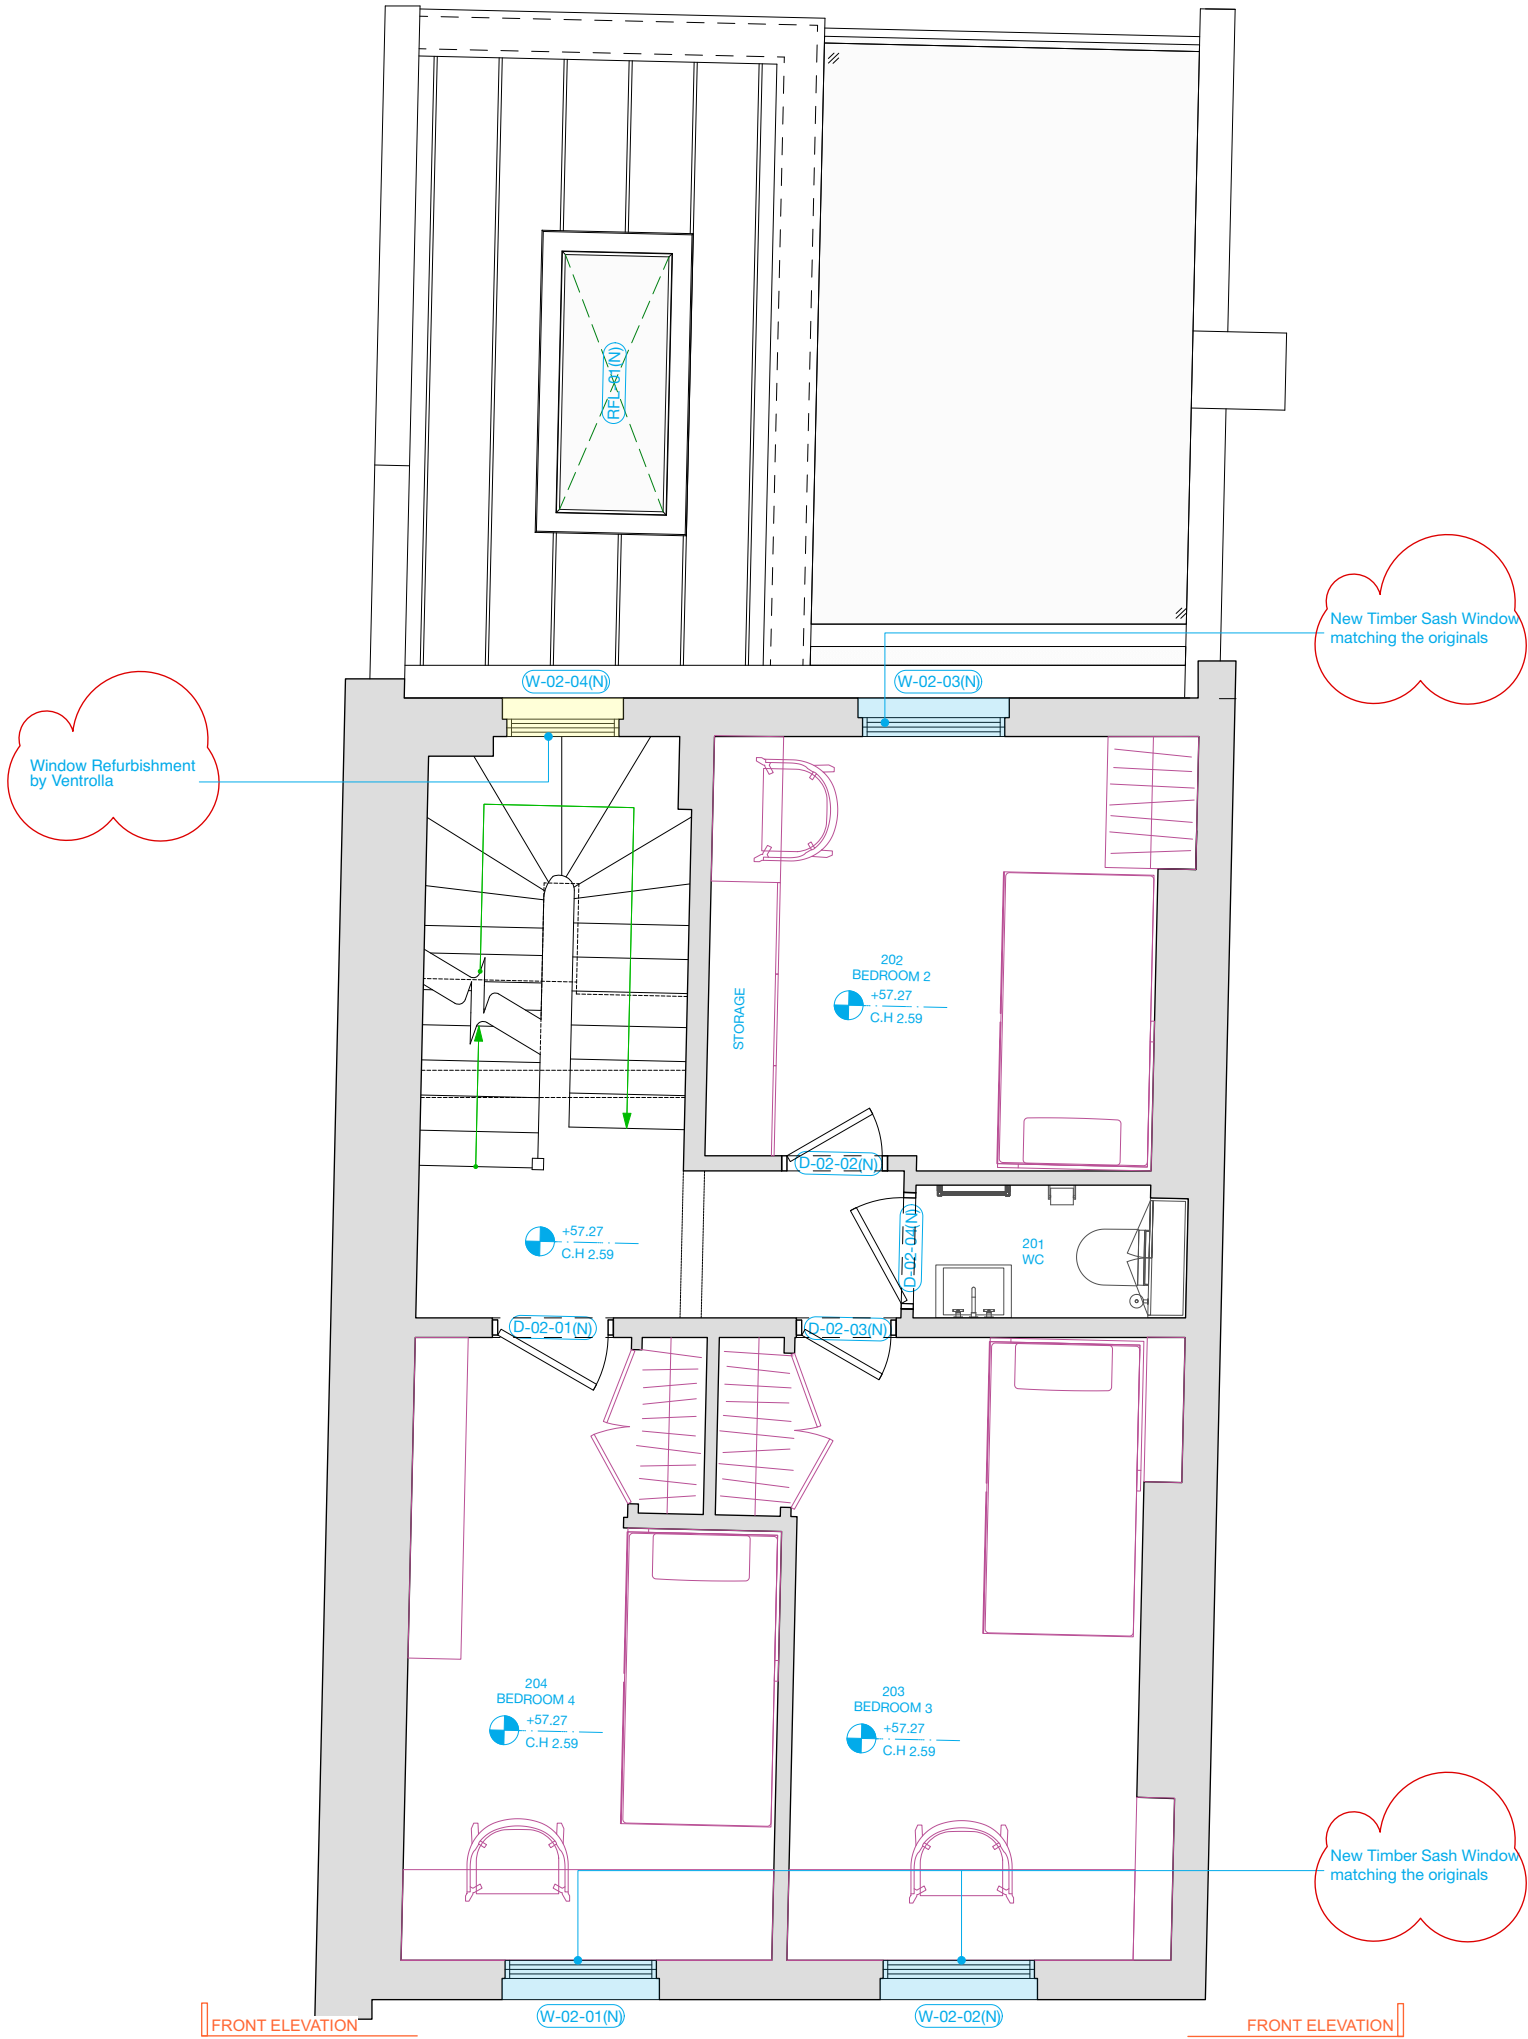 RFL-01(N)
New Timber Sash Window
matching the originals
W-02-04(N)
W-02-03(N)
Window Refurbishment
by Ventrolla
202
BEDROOM 2
+57.27
C.H 2.59
STORAGE
D-02-02(N)
D-02-04(N)
201
WC
+57.27
C.H 2.59
D-02-01(N)
D-02-03(N)
204
BEDROOM 4
+57.27
C.H 2.59
203
BEDROOM 3
+57.27
C.H 2.59
New Timber Sash Window
matching the originals
W-02-01(N)
W-02-02(N)
FRONT ELEVATION
FRONT ELEVATION